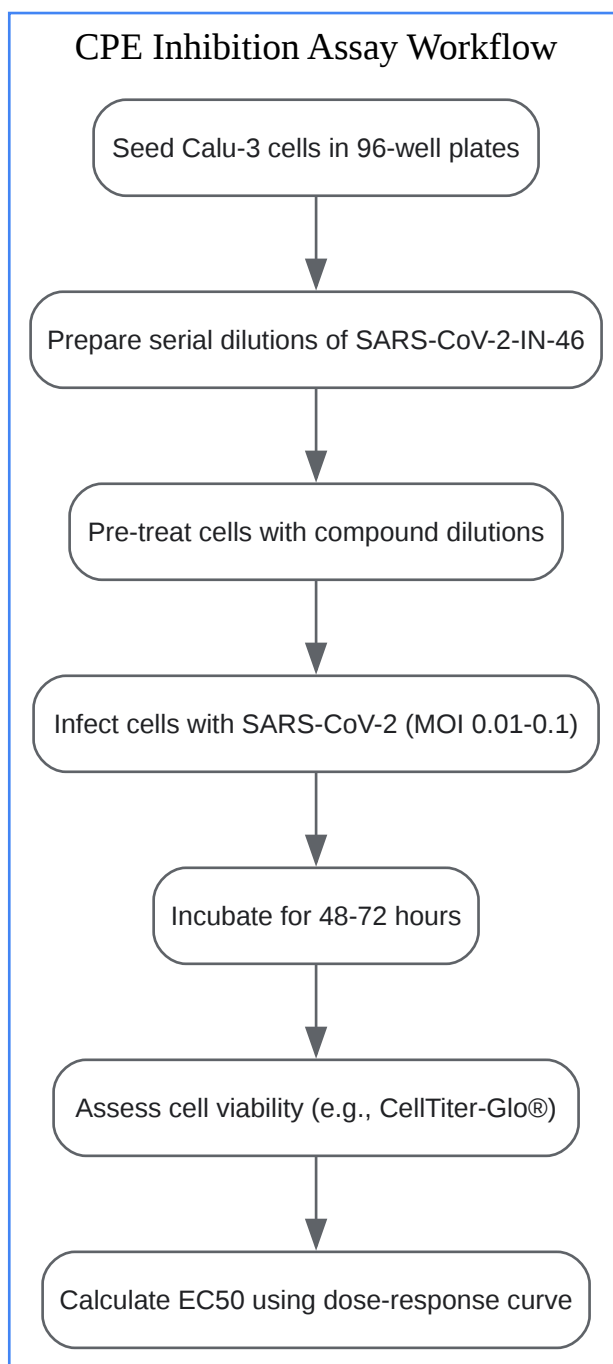 CPE Inhibition Assay Workflow
Seed Calu-3 cells in 96-well plates
Prepare serial dilutions of SARS-CoV-2-IN-46
Pre-treat cells with compound dilutions
Infect cells with SARS-CoV-2 (MOI 0.01-0.1)
Incubate for 48-72 hours
Assess cell viability (e.g., CellTiter-Glo®)
Calculate EC50 using dose-response curve